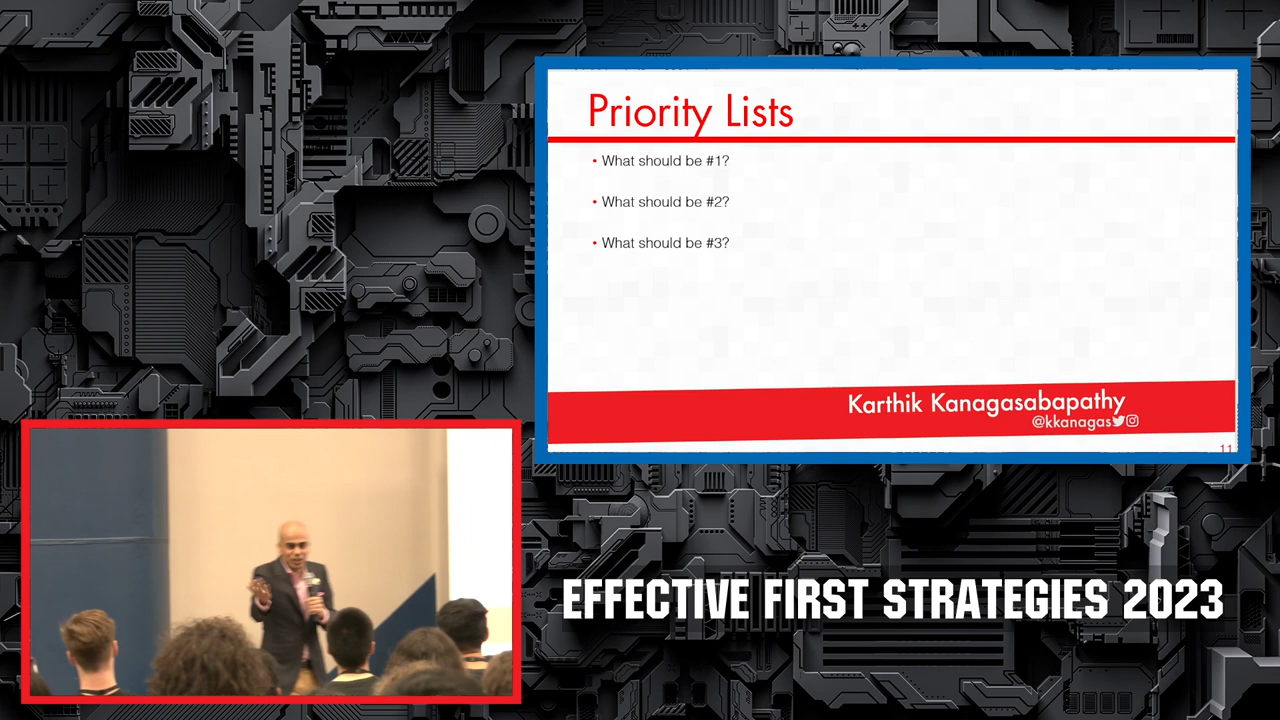 Priority Lists
• What should be #1?
• What should be #2?
• What should be #3?
Karthik Kanagasabapathy
@kkanagas
11
EFFECTIVE FIRST STRATEGIES 2023